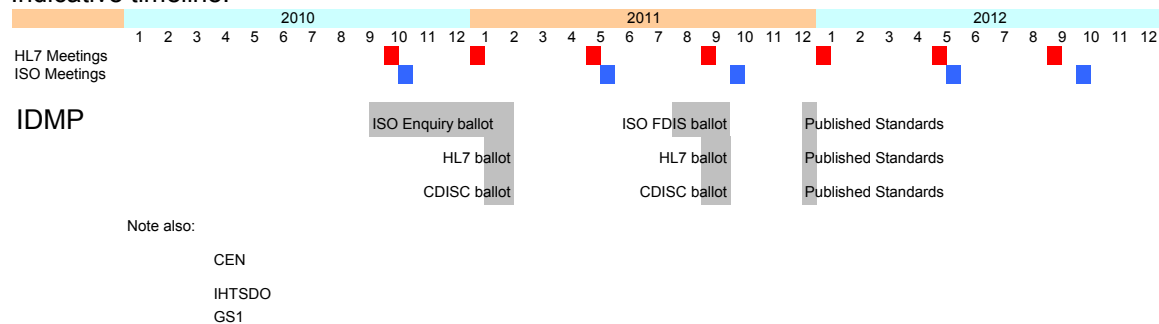 Indicative timeline:
2010 2011 2012
1 2 3 4 5 6 7 8 9 10 11 12 1 2 3 4 5 6 7 8 9 10 11 12 1 2 3 4 5 6 7 8 9 10 11 12
HL7 Meetings
ISO Meetings
IDMP ISO Enquiry ballot ISO FDIS ballot Published Standards
HL7 ballot HL7 ballot Published Standards
CDISC ballot CDISC ballot Published Standards
Note also:
CEN
IHTSDO
GS1